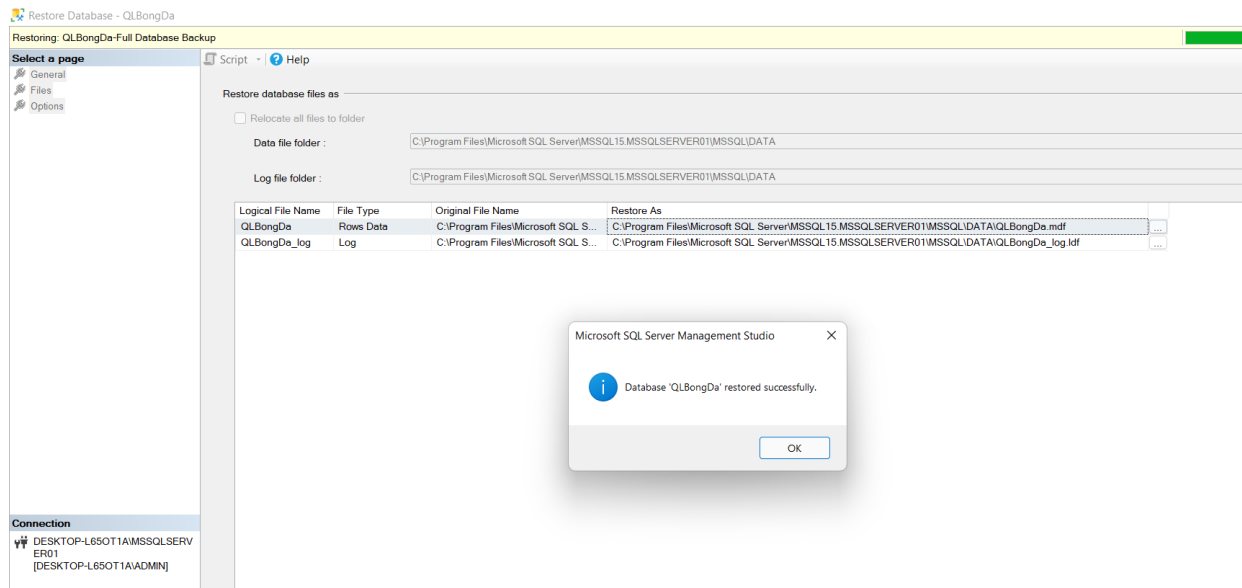 Restore Database - QLBongDa
Restoring: QLBongDa-Full Database Backup
Select a page
General
Files
Options
Script
Help
Restore database files as
Relocate all files to folder
Data file folder :
C:\Program Files\Microsoft SQL Server\MSSQL15.MSSQLSERVER01\MSSQL\DATA
Log file folder :
C:\Program Files\Microsoft SQL Server\MSSQL15.MSSQLSERVER01\MSSQL\DATA
Logical File Name File Type Original File Name Restore As
QLBongDa Rows Data C:\Program Files\Microsoft SQL S... C:\Program Files\Microsoft SQL Server\MSSQL15.MSSQLSERVER01\MSSQL\DATA\QLBongDa.mdf ...
QLBongDa_log Log C:\Program Files\Microsoft SQL S... C:\Program Files\Microsoft SQL Server\MSSQL15.MSSQLSERVER01\MSSQL\DATA\QLBongDa_log.ldf ...
Microsoft SQL Server Management Studio
Database 'QLBongDa' restored successfully.
OK
Connection
DESKTOP-L65OT1A\MSSQLSERV
ER01
[DESKTOP-L65OT1A\ADMIN]